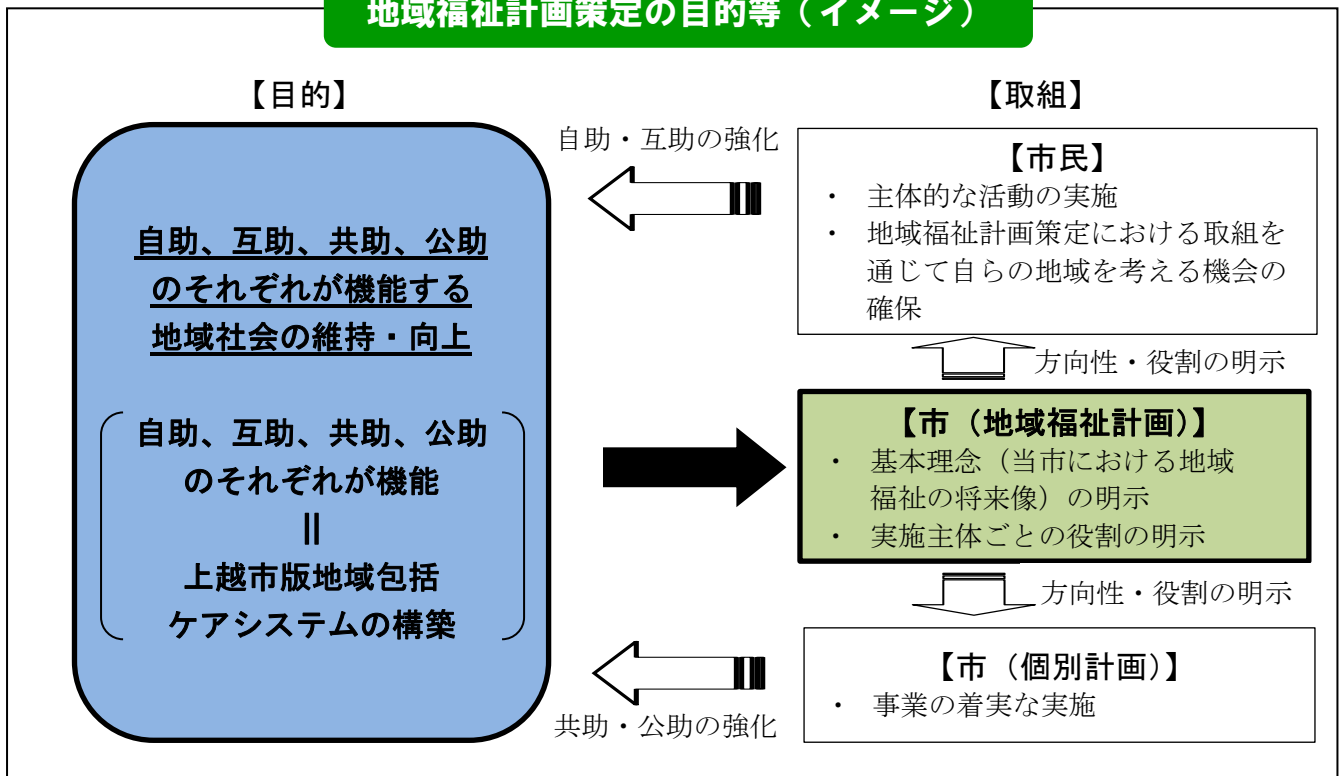 地域福祉計画策定の目的等（イメージ）
【目的】
自助、互助、共助、公助
のそれぞれが機能する
地域社会の維持・向上
自助、互助、共助、公助
のそれぞれが機能
||
上越市版地域包括
ケアシステムの構築
自助・互助の強化
共助・公助の強化
【取組】
【市民】
・ 主体的な活動の実施
・ 地域福祉計画策定における取組を
通じて自らの地域を考える機会の
確保
方向性・役割の明示
【市（地域福祉計画）】
・ 基本理念（当市における地域
福祉の将来像）の明示
・ 実施主体ごとの役割の明示
方向性・役割の明示
【市（個別計画）】
・ 事業の着実な実施